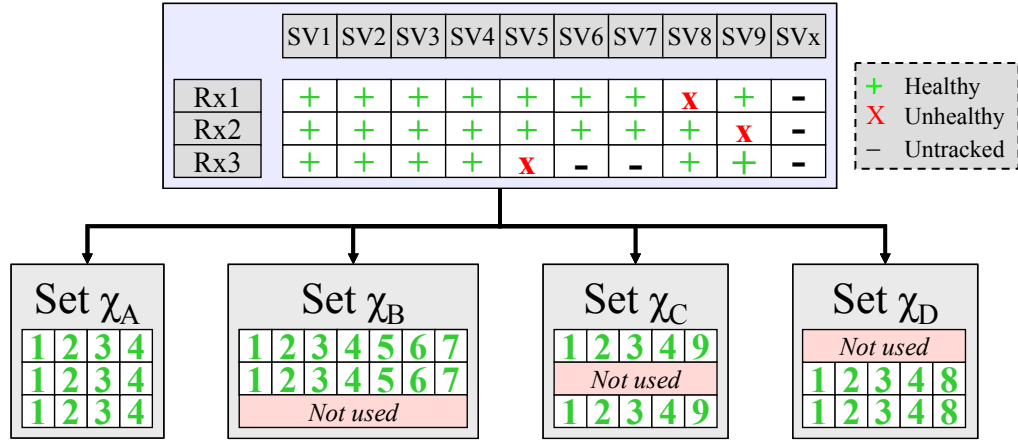 SV1 SV2 SV3 SV4 SV5 SV6 SV7 SV8 SV9 SVx
Rx1 + + + + + + + x + -
Rx2 + + + + + + + + x -
Rx3 + + + + x - - + + -
+ Healthy
X Unhealthy
– Untracked
Set χA
1 2 3 4
1 2 3 4
1 2 3 4
Set χB
1 2 3 4 5 6 7
1 2 3 4 5 6 7
Not used
Set χC
1 2 3 4 9
Not used
1 2 3 4 9
Set χD
Not used
1 2 3 4 8
1 2 3 4 8